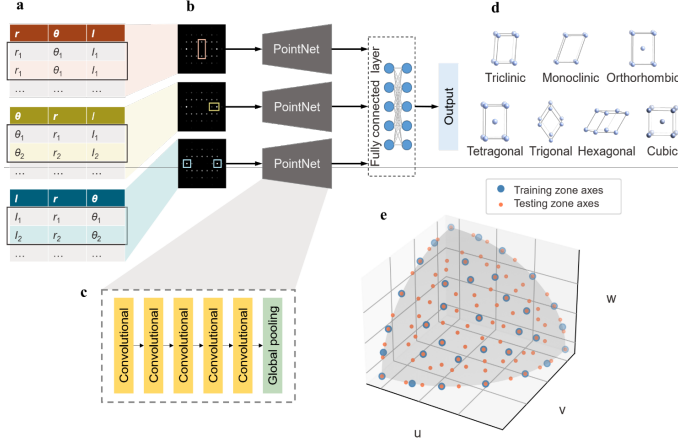 a
r θ l
r1 θ1 l1
r1 θ1 l1
... ... ...
θ r l
θ1 r1 l1
θ2 r2 l2
... ... ...
l r θ
l1 r1 θ1
l2 r2 θ2
... ... ...
b
PointNet
PointNet
PointNet
Fully connected layer
Output
c
Convolutional
Convolutional
Convolutional
Convolutional
Convolutional
Global pooling
d
Triclinic
Monoclinic
Orthorhombic
Tetragonal
Trigonal
Hexagonal
Cubic
e
Training zone axes
Testing zone axes
w
v
u